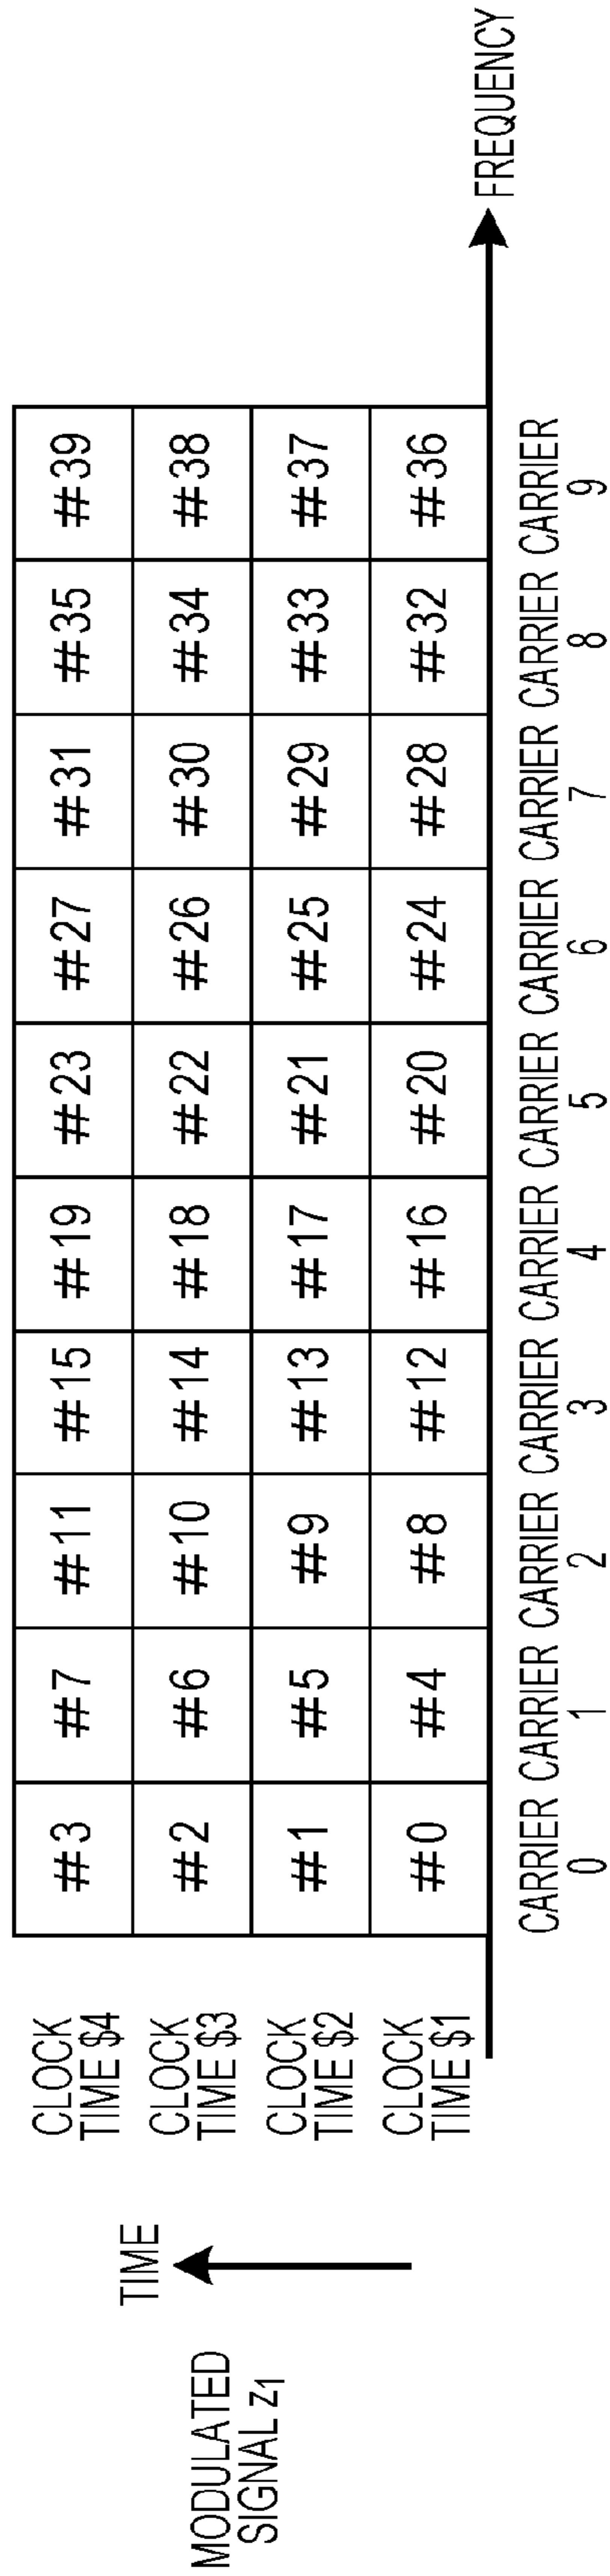 MODULATED
SIGNAL z1
TIME
CLOCK
TIME $4
#3 #7 #11 #15 #19 #23 #27 #31 #35 #39
CLOCK
TIME $3
#2 #6 #10 #14 #18 #22 #26 #30 #34 #38
CLOCK
TIME $2
#1 #5 #9 #13 #17 #21 #25 #29 #33 #37
CLOCK
TIME $1
#0 #4 #8 #12 #16 #20 #24 #28 #32 #36
FREQUENCY
CARRIER CARRIER CARRIER CARRIER CARRIER CARRIER CARRIER CARRIER CARRIER CARRIER
0 1 2 3 4 5 6 7 8 9